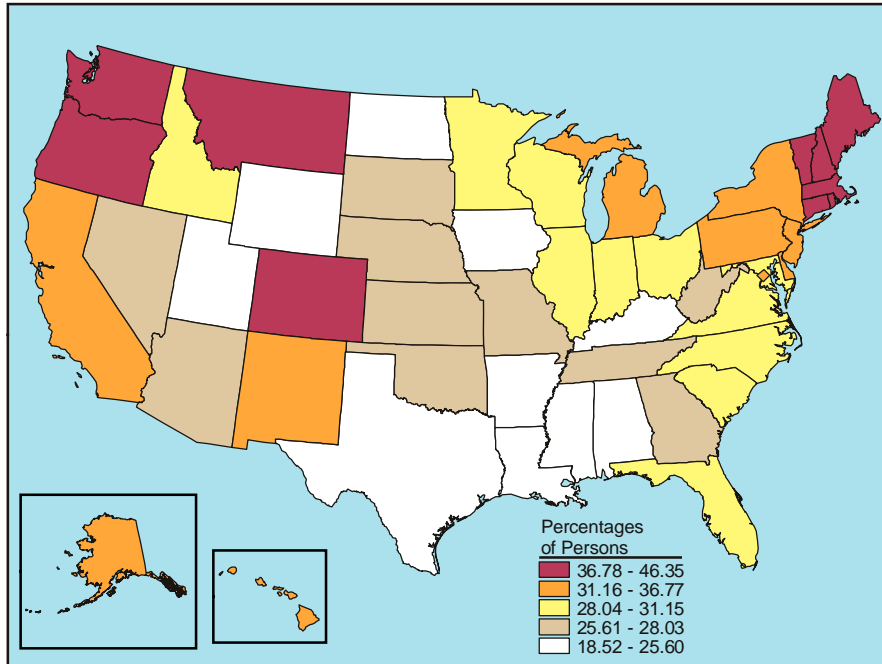 Percentages
of Persons
36.78 - 46.35
31.16 - 36.77
28.04 - 31.15
25.61 - 28.03
18.52 - 25.60